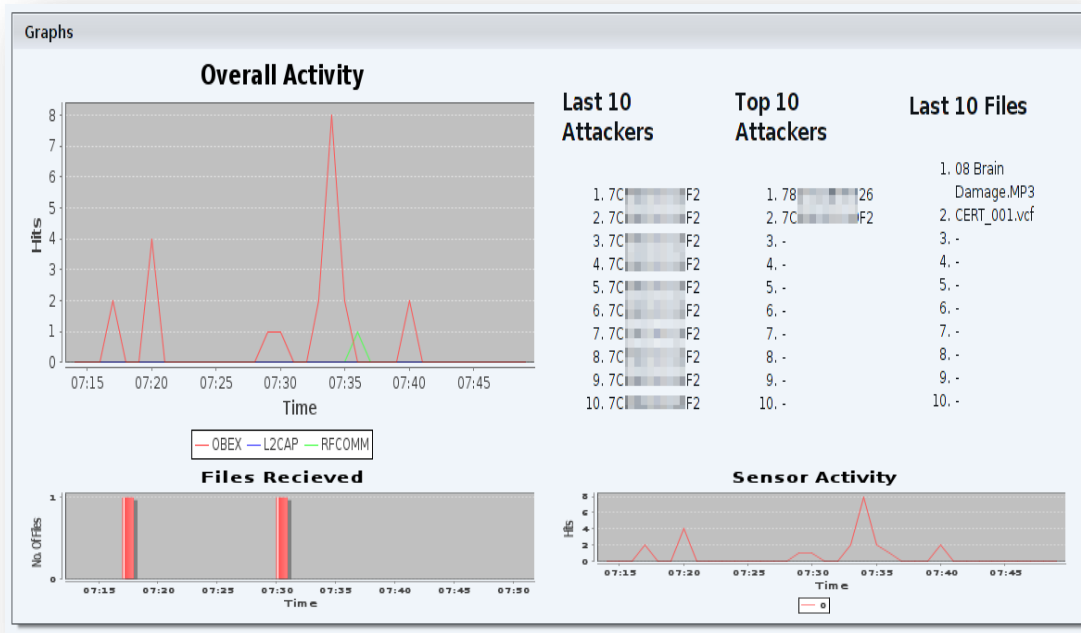 Graphs
Overall Activity
Hits
8
7
6
5
4
3
2
1
0
07:15 07:20 07:25 07:30 07:35 07:40 07:45
Time
OBEX L2CAP RFCOMM
Last 10
Attackers
1. 7C F2
2. 7C F2
3. 7C F2
4. 7C F2
5. 7C F2
6. 7C F2
7. 7C F2
8. 7C F2
9. 7C F2
10. 7C F2
Top 10
Attackers
1. 78 26
2. 7C F2
3. -
4. -
5. -
6. -
7. -
8. -
9. -
10. -
Last 10 Files
1. 08 Brain
Damage.MP3
2. CERT_001.vcf
3. -
4. -
5. -
6. -
7. -
8. -
9. -
10. -
Files Recieved
No. Of Files
1
0
07:15 07:20 07:25 07:30 07:35 07:40 07:45 07:50
Time
Sensor Activity
Hits
8
6
4
2
0
07:15 07:20 07:25 07:30 07:35 07:40 07:45
Time
0